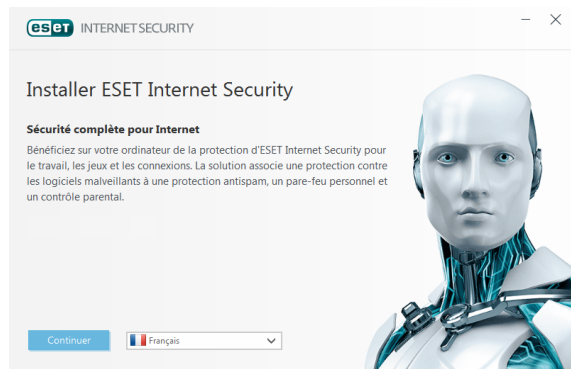 eset INTERNET SECURITY
Installer ESET Internet Security
Sécurité complète pour Internet
Bénéficiez sur votre ordinateur de la protection d'ESET Internet Security pour
le travail, les jeux et les connexions. La solution associe une protection contre
les logiciels malveillants à une protection antispam, un pare-feu personnel et
un contrôle parental.
Continuer
Français